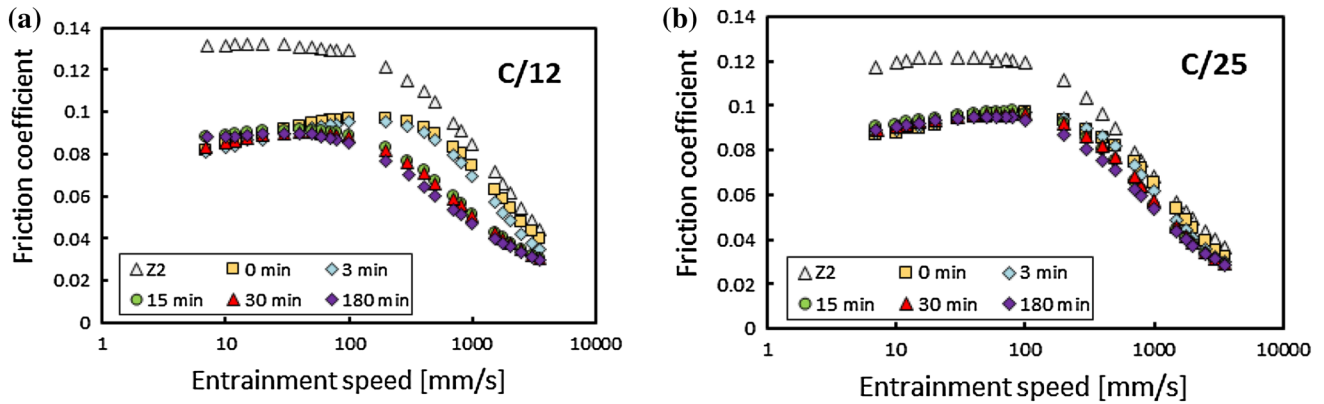 (a)
Friction coefficient
0.14
0.12
0.1
0.08
0.06
0.04
0.02
0
C/12
Z2
0 min
3 min
15 min
30 min
180 min
1
10
100
1000
10000
Entrainment speed [mm/s]
(b)
Friction coefficient
0.14
0.12
0.1
0.08
0.06
0.04
0.02
0
C/25
Z2
0 min
3 min
15 min
30 min
180 min
1
10
100
1000
10000
Entrainment speed [mm/s]